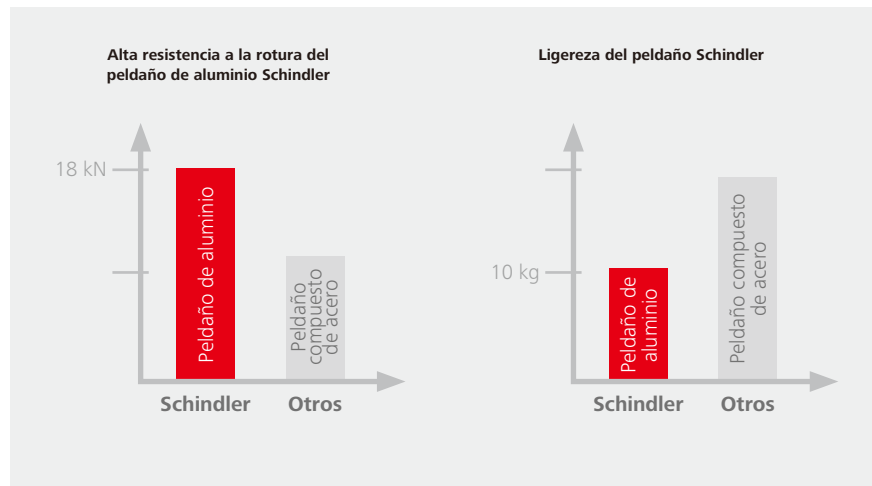 Alta resistencia a la rotura del
peldaño de aluminio Schindler
18 kN
Peldaño de aluminio
Peldaño
compuesto
de acero
Schindler
Otros
Ligereza del peldaño Schindler
10 kg
Peldaño de
aluminio
Peldaño compuesto
de acero
Schindler
Otros